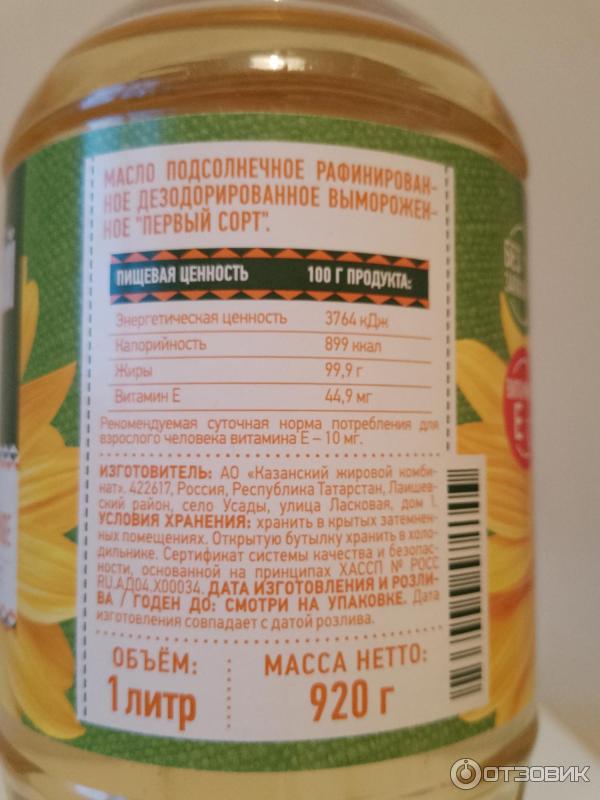 МАСЛО ПОДСОЛНЕЧНОЕ РАФИНИРОВАН-
НОЕ ДЕЗОДОРИРОВАННОЕ ВЫМОРОЖЕН-
НОЕ "ПЕРВЫЙ СОРТ".
ПИЩЕВАЯ ЦЕННОСТЬ 100 Г ПРОДУКТА:
Энергетическая ценность 3764 кДж
Калорийность 899 ккал
Жиры 99,9 г
Витамин Е 44,9 мг
Рекомендуемая суточная норма потребления для
взрослого человека витамина Е – 10 мг.
ИЗГОТОВИТЕЛЬ: АО «Казанский жировой комби-
нат». 422617, Россия, Республика Татарстан, Лаишев-
ский район, село Усады, улица Ласковая, дом 1.
УСЛОВИЯ ХРАНЕНИЯ: хранить в крытых затемнен-
ных помещениях. Открытую бутылку хранить в холо-
дильнике. Сертификат системы качества и безопас-
ности, основанной на принципах ХАССП № РОСС
RU.АД04.Х00034. ДАТА ИЗГОТОВЛЕНИЯ И РОЗЛИ-
ВА / ГОДЕН ДО: СМОТРИ НА УПАКОВКЕ. Дата
изготовления совпадает с датой розлива.
ОБЪЁМ: МАССА НЕТТО:
1 литр 920 г
БЕЗ
Е
ОТЗОВИК